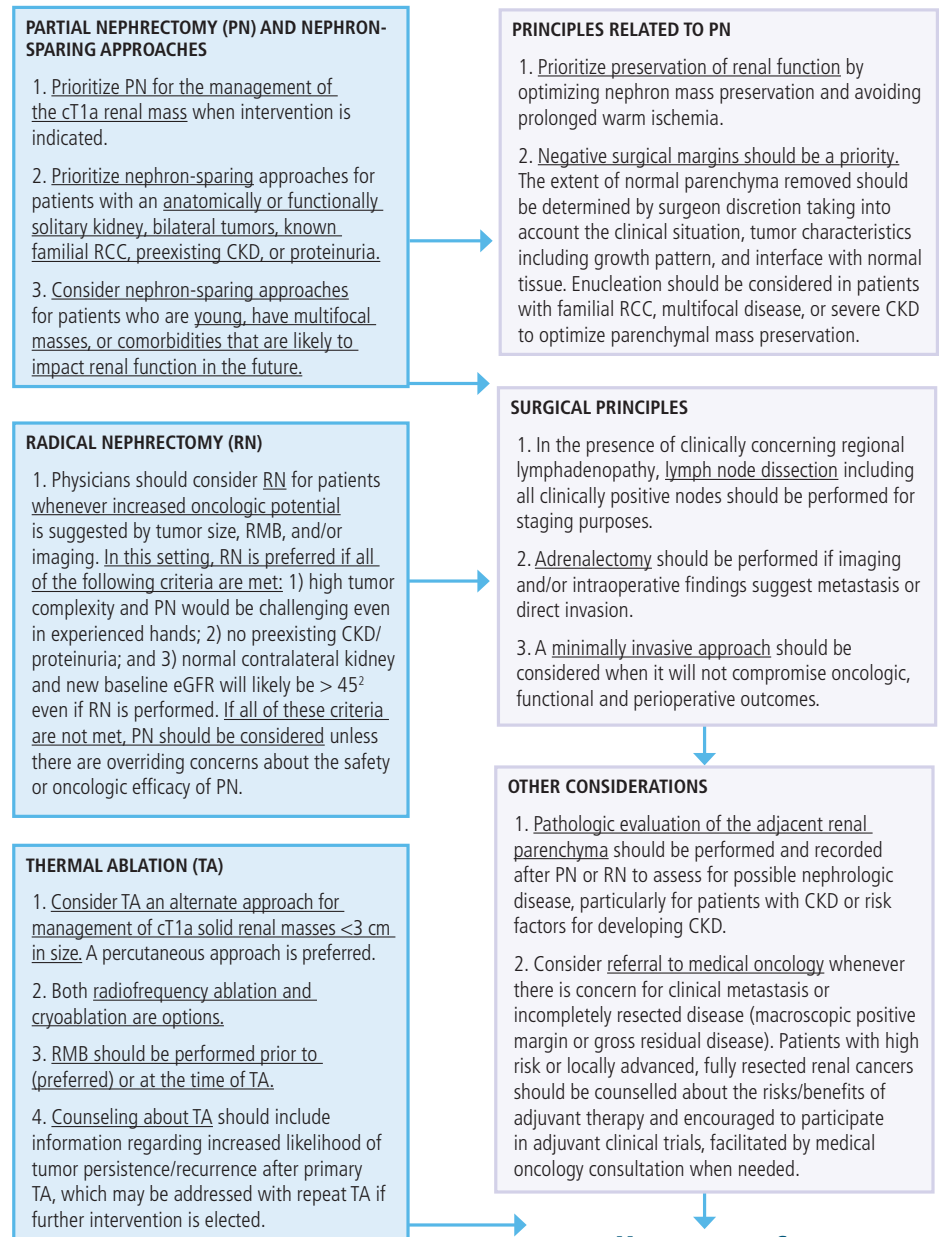 PARTIAL NEPHRECTOMY (PN) AND NEPHRON-
SPARING APPROACHES
1. Prioritize PN for the management of
the cT1a renal mass when intervention is
indicated.
2. Prioritize nephron-sparing approaches for
patients with an anatomically or functionally
solitary kidney, bilateral tumors, known
familial RCC, preexisting CKD, or proteinuria.
3. Consider nephron-sparing approaches
for patients who are young, have multifocal
masses, or comorbidities that are likely to
impact renal function in the future.
RADICAL NEPHRECTOMY (RN)
1. Physicians should consider RN for patients
whenever increased oncologic potential
is suggested by tumor size, RMB, and/or
imaging. In this setting, RN is preferred if all
of the following criteria are met: 1) high tumor
complexity and PN would be challenging even
in experienced hands; 2) no preexisting CKD/
proteinuria; and 3) normal contralateral kidney
and new baseline eGFR will likely be > 45²
even if RN is performed. If all of these criteria
are not met, PN should be considered unless
there are overriding concerns about the safety
or oncologic efficacy of PN.
THERMAL ABLATION (TA)
1. Consider TA an alternate approach for
management of cT1a solid renal masses <3 cm
in size. A percutaneous approach is preferred.
2. Both radiofrequency ablation and
cryoablation are options.
3. RMB should be performed prior to
(preferred) or at the time of TA.
4. Counseling about TA should include
information regarding increased likelihood of
tumor persistence/recurrence after primary
TA, which may be addressed with repeat TA if
further intervention is elected.
PRINCIPLES RELATED TO PN
1. Prioritize preservation of renal function by
optimizing nephron mass preservation and avoiding
prolonged warm ischemia.
2. Negative surgical margins should be a priority.
The extent of normal parenchyma removed should
be determined by surgeon discretion taking into
account the clinical situation, tumor characteristics
including growth pattern, and interface with normal
tissue. Enucleation should be considered in patients
with familial RCC, multifocal disease, or severe CKD
to optimize parenchymal mass preservation.
SURGICAL PRINCIPLES
1. In the presence of clinically concerning regional
lymphadenopathy, lymph node dissection including
all clinically positive nodes should be performed for
staging purposes.
2. Adrenalectomy should be performed if imaging
and/or intraoperative findings suggest metastasis or
direct invasion.
3. A minimally invasive approach should be
considered when it will not compromise oncologic,
functional and perioperative outcomes.
OTHER CONSIDERATIONS
1. Pathologic evaluation of the adjacent renal
parenchyma should be performed and recorded
after PN or RN to assess for possible nephrologic
disease, particularly for patients with CKD or risk
factors for developing CKD.
2. Consider referral to medical oncology whenever
there is concern for clinical metastasis or
incompletely resected disease (macroscopic positive
margin or gross residual disease). Patients with high
risk or locally advanced, fully resected renal cancers
should be counselled about the risks/benefits of
adjuvant therapy and encouraged to participate
in adjuvant clinical trials, facilitated by medical
oncology consultation when needed.